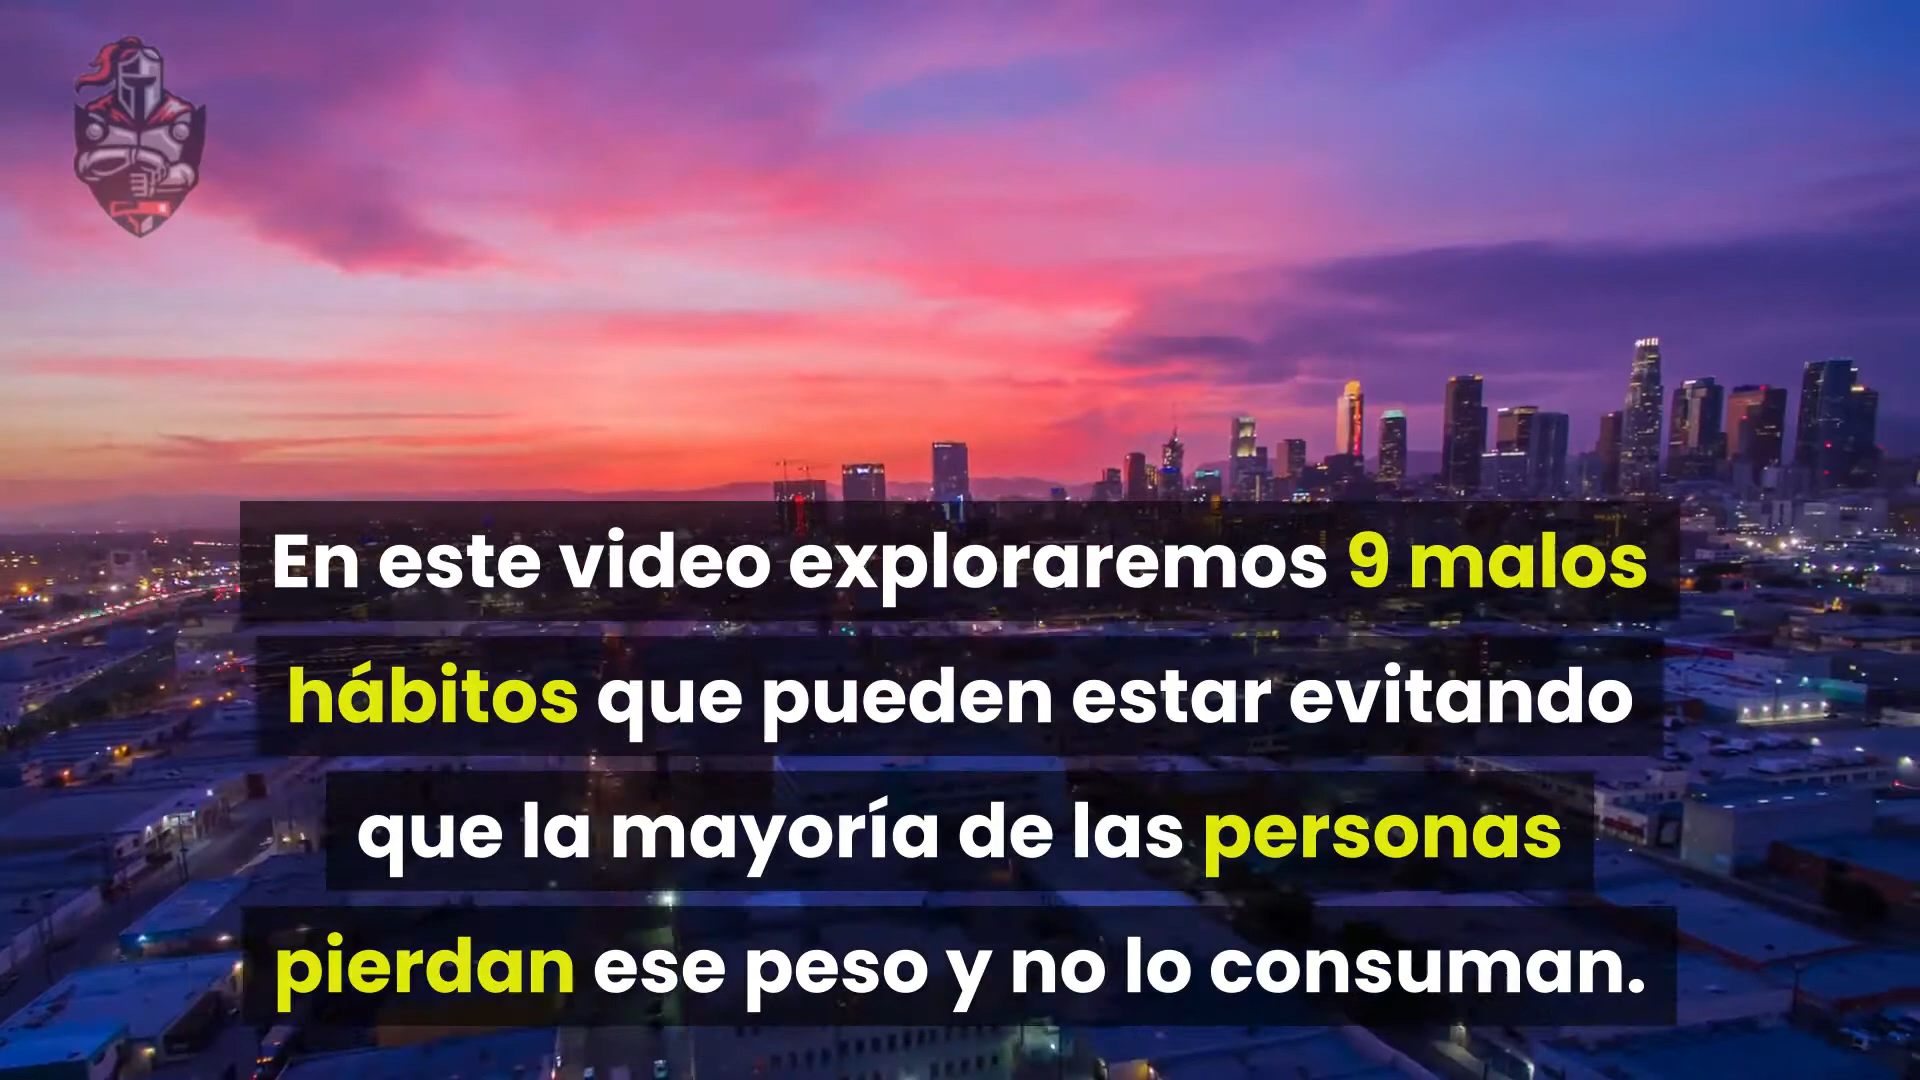 En este video exploraremos 9 malos
hábitos que pueden estar evitando
que la mayoría de las personas
pierdan ese peso y no lo consuman.